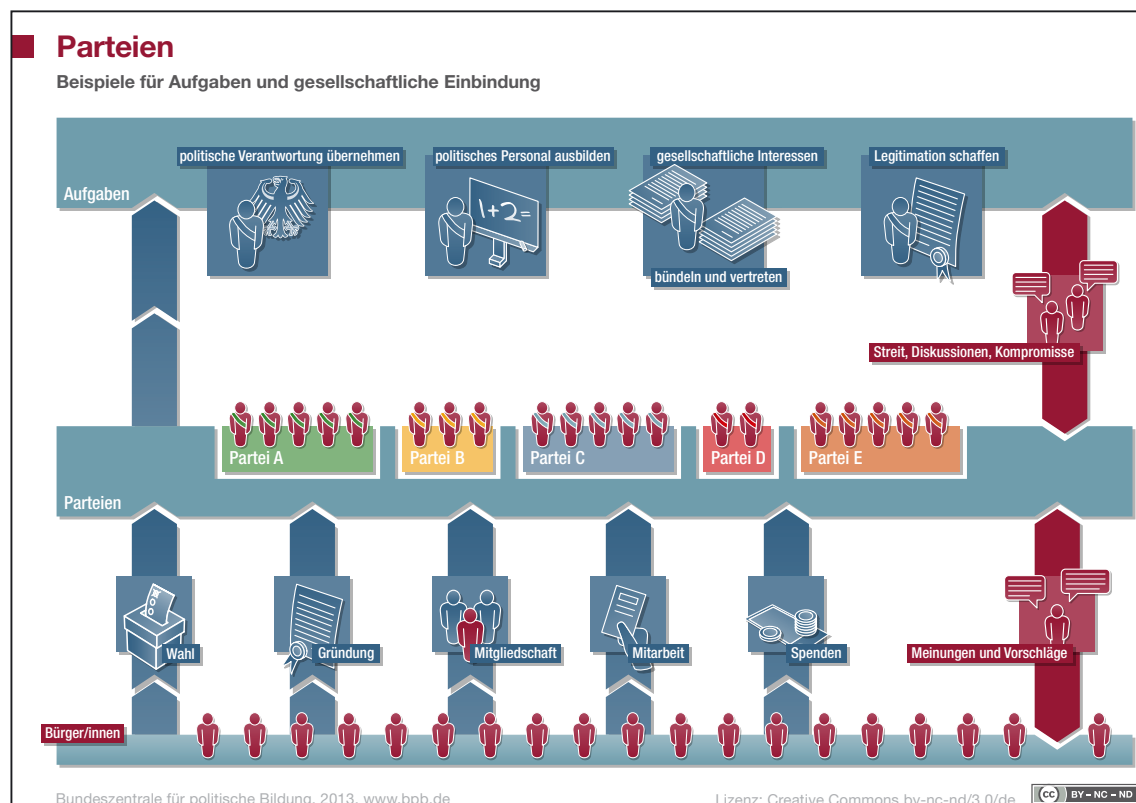 Parteien
Beispiele für Aufgaben und gesellschaftliche Einbindung
politische Verantwortung übernehmen
politisches Personal ausbilden
gesellschaftliche Interessen
Legitimation schaffen
Aufgaben
1+2=
bündeln und vertreten
Streit, Diskussionen, Kompromisse
Partei A
Partei B
Partei C
Partei D
Partei E
Parteien
Wahl
Gründung
Mitgliedschaft
Mitarbeit
Spenden
Meinungen und Vorschläge
Bürger/innen
Bundeszentrale für politische Bildung, 2013, www.bpb.de
Lizenz: Creative Commons by-nc-nd/3.0/de
cc BY-NC-ND